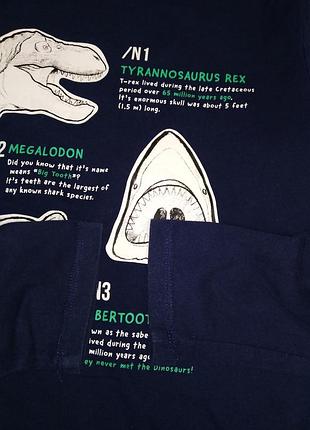 /N1
TYRANNOSAURUS REX
T-rex lived during the late Cretaceous
period over 65 million years ago.
It's enormous skull was about 5 feet
(1.5 m) long.
2 MEGALODON
Did you know that it's name
means "Big Tooth"?
It's teeth are the largest of
any known shark species.
N3
BERTOOT
wn as the sabe
lived during the
million years ago
ey never met the Dinosaurs!